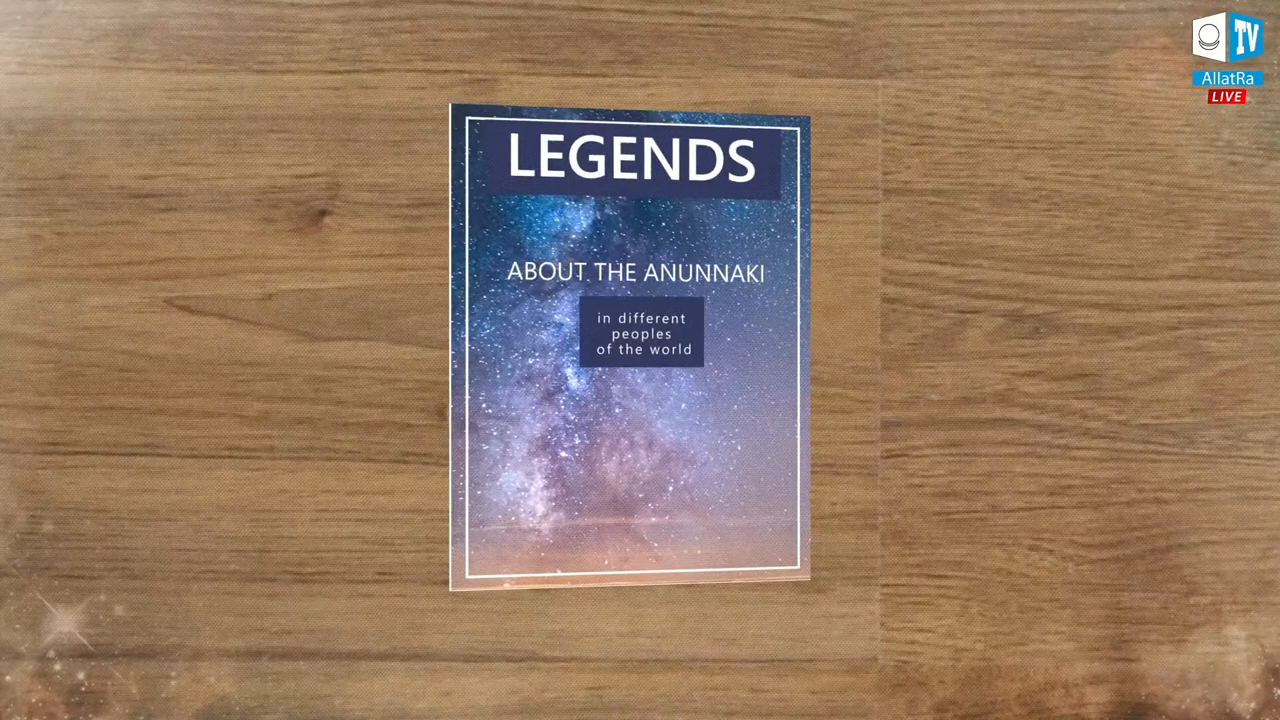 LEGENDS
ABOUT THE ANUNNAKI
in different
peoples
of the world
TV
AllatRa
LIVE